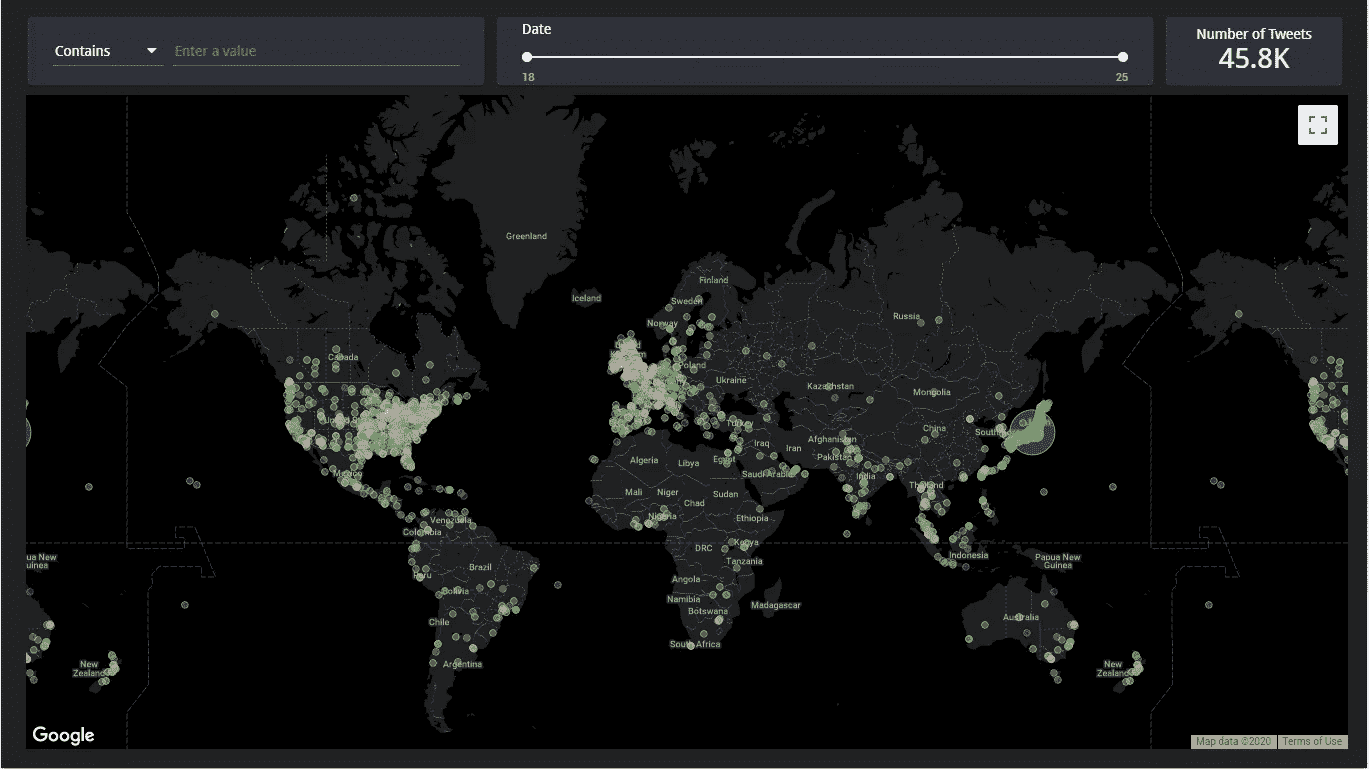 Contains
Enter a value
Date
18
25
Number of Tweets
45.8K
Greenland
Iceland
Finland
Sweden
Norway
Russia
Canada
Poland
Ukraine
Kazakhstan
Mongolia
Turkey
China
South
Iraq
Iran
Afghanistan
Pakistan
Mexico
Algeria
Libya
Egypt
Saudi Arabia
India
Thailand
Mali
Niger
Chad
Sudan
Nigeria
Ethiopia
Venezuela
Colombia
DRC
Kenya
Tanzania
Indonesia
Papua New
Guinea
ua New
uinea
Peru
Brazil
Bolivia
Angola
Namibia
Botswana
Madagascar
Chile
South Africa
Australia
Argentina
New
Zealand
New
Zealand
Google
Map data ©2020
Terms of Use